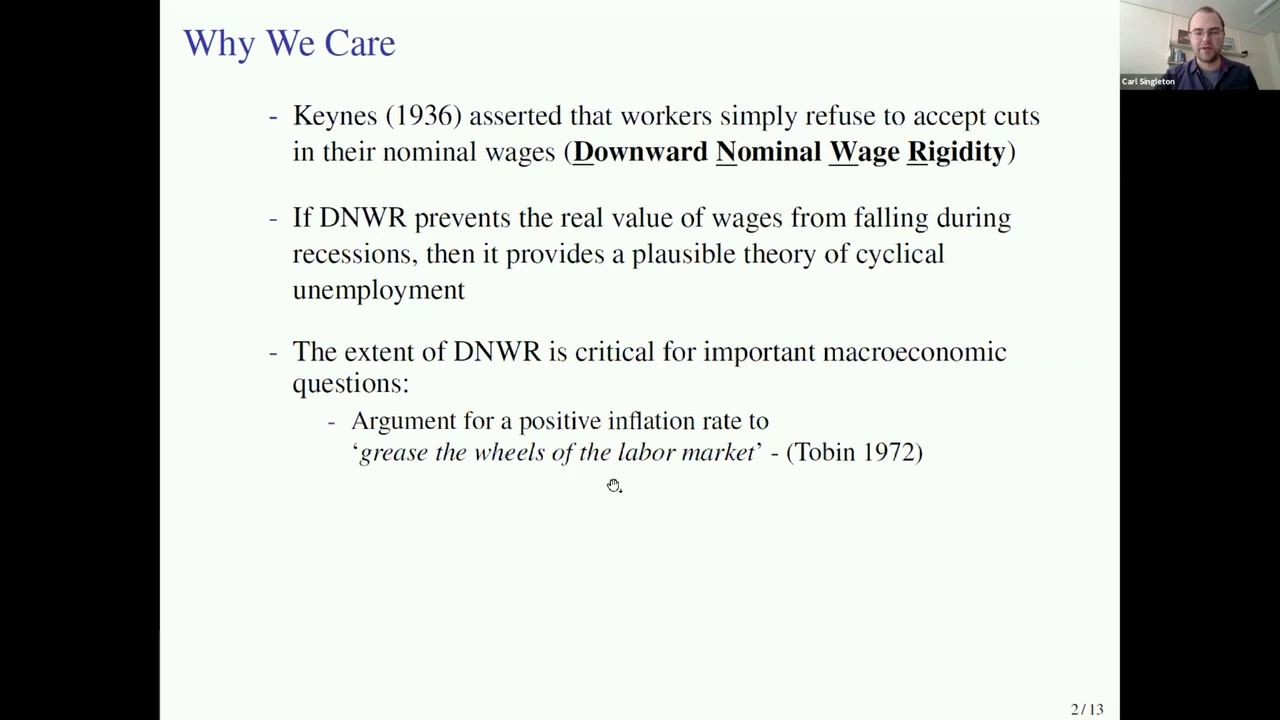 Why We Care
Carl Singleton
- Keynes (1936) asserted that workers simply refuse to accept cuts
in their nominal wages (Downward Nominal Wage Rigidity)
- If DNWR prevents the real value of wages from falling during
recessions, then it provides a plausible theory of cyclical
unemployment
- The extent of DNWR is critical for important macroeconomic
questions:
- Argument for a positive inflation rate to
‘grease the wheels of the labor market’ - (Tobin 1972)
2 / 13